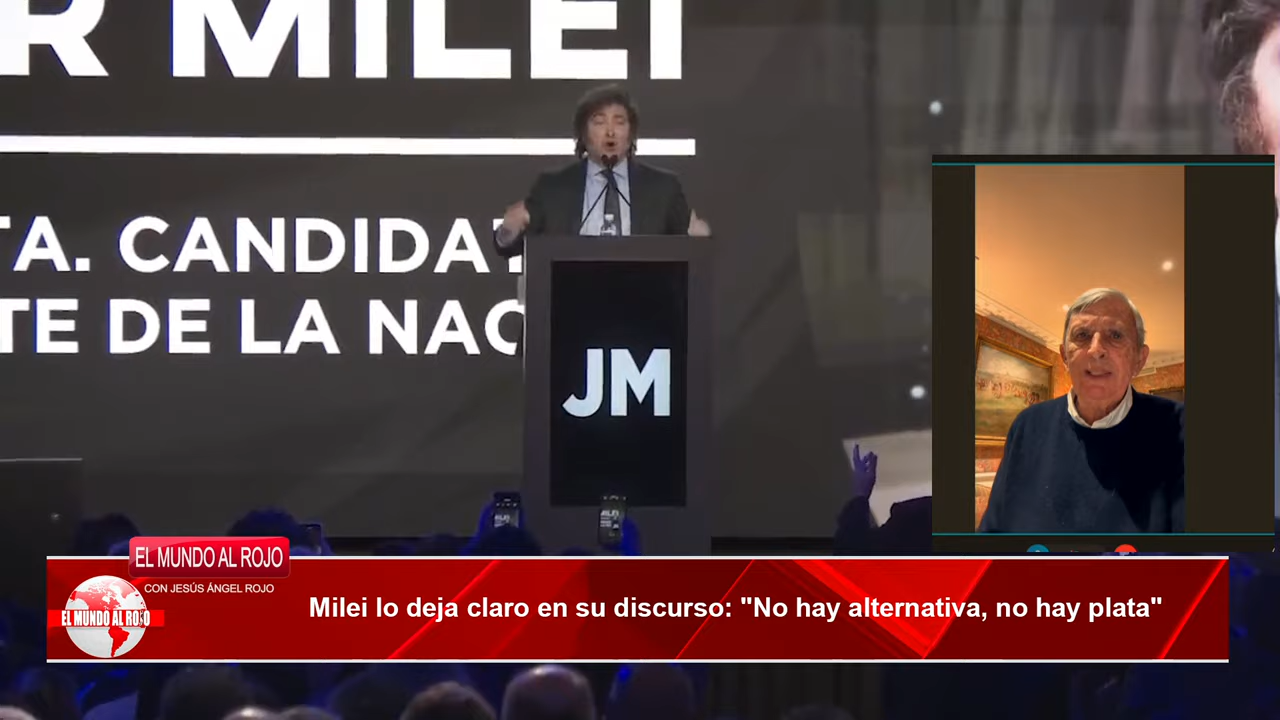 R MILEI
TA. CANDIDAT
TE DE LA NAC
JM
EL MUNDO AL ROJO
CON JESÚS ÁNGEL ROJO
EL MUNDO AL ROJO
Milei lo deja claro en su discurso: "No hay alternativa, no hay plata"